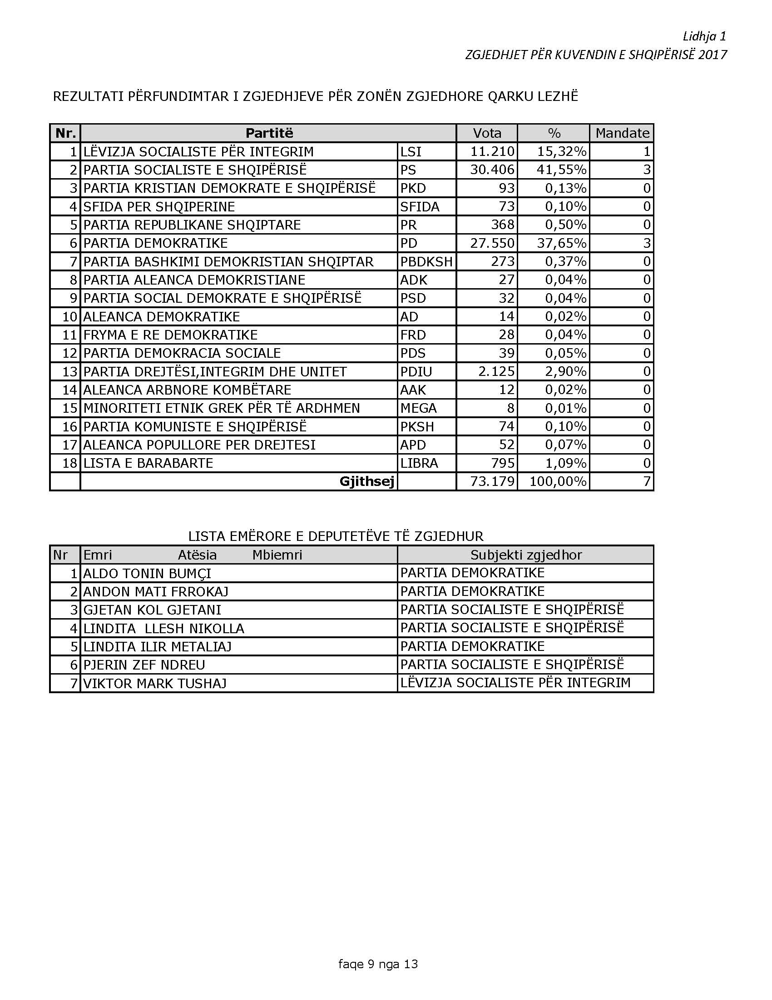 Lidhja 1
ZGJEDHJET PËR KUVENDIN E SHQIPËRISË 2017
REZULTATI PËRFUNDIMTAR I ZGJEDHJEVE PËR ZONËN ZGJEDHORE QARKU LEZHË
Nr. Partitë Vota % Mandate
1 LËVIZJA SOCIALISTE PËR INTEGRIM LSI 11.210 15,32% 1
2 PARTIA SOCIALISTE E SHQIPËRISË PS 30.406 41,55% 3
3 PARTIA KRISTIAN DEMOKRATE E SHQIPËRISË PKD 93 0,13% 0
4 SFIDA PER SHQIPERINE SFIDA 73 0,10% 0
5 PARTIA REPUBLIKANE SHQIPTARE PR 368 0,50% 0
6 PARTIA DEMOKRATIKE PD 27.550 37,65% 3
7 PARTIA BASHKIMI DEMOKRISTIAN SHQIPTAR PBDKSH 273 0,37% 0
8 PARTIA ALEANCA DEMOKRISTIANE ADK 27 0,04% 0
9 PARTIA SOCIAL DEMOKRATE E SHQIPËRISË PSD 32 0,04% 0
10 ALEANCA DEMOKRATIKE AD 14 0,02% 0
11 FRYMA E RE DEMOKRATIKE FRD 28 0,04% 0
12 PARTIA DEMOKRACIA SOCIALE PDS 39 0,05% 0
13 PARTIA DREJTËSI,INTEGRIM DHE UNITET PDIU 2.125 2,90% 0
14 ALEANCA ARBNORE KOMBËTARE AAK 12 0,02% 0
15 MINORITETI ETNIK GREK PËR TË ARDHMEN MEGA 8 0,01% 0
16 PARTIA KOMUNISTE E SHQIPËRISË PKSH 74 0,10% 0
17 ALEANCA POPULLORE PER DREJTESI APD 52 0,07% 0
18 LISTA E BARABARTE LIBRA 795 1,09% 0
Gjithsej 73.179 100,00% 7
LISTA EMËRORE E DEPUTETËVE TË ZGJEDHUR
Nr Emri Atësia Mbiemri Subjekti zgjedhor
1 ALDO TONIN BUMÇI PARTIA DEMOKRATIKE
2 ANDON MATI FRROKAJ PARTIA DEMOKRATIKE
3 GJETAN KOL GJETANI PARTIA SOCIALISTE E SHQIPËRISË
4 LINDITA LLESH NIKOLLA PARTIA SOCIALISTE E SHQIPËRISË
5 LINDITA ILIR METALIAJ PARTIA DEMOKRATIKE
6 PJERIN ZEF NDREU PARTIA SOCIALISTE E SHQIPËRISË
7 VIKTOR MARK TUSHAJ LËVIZJA SOCIALISTE PËR INTEGRIM
faqe 9 nga 13